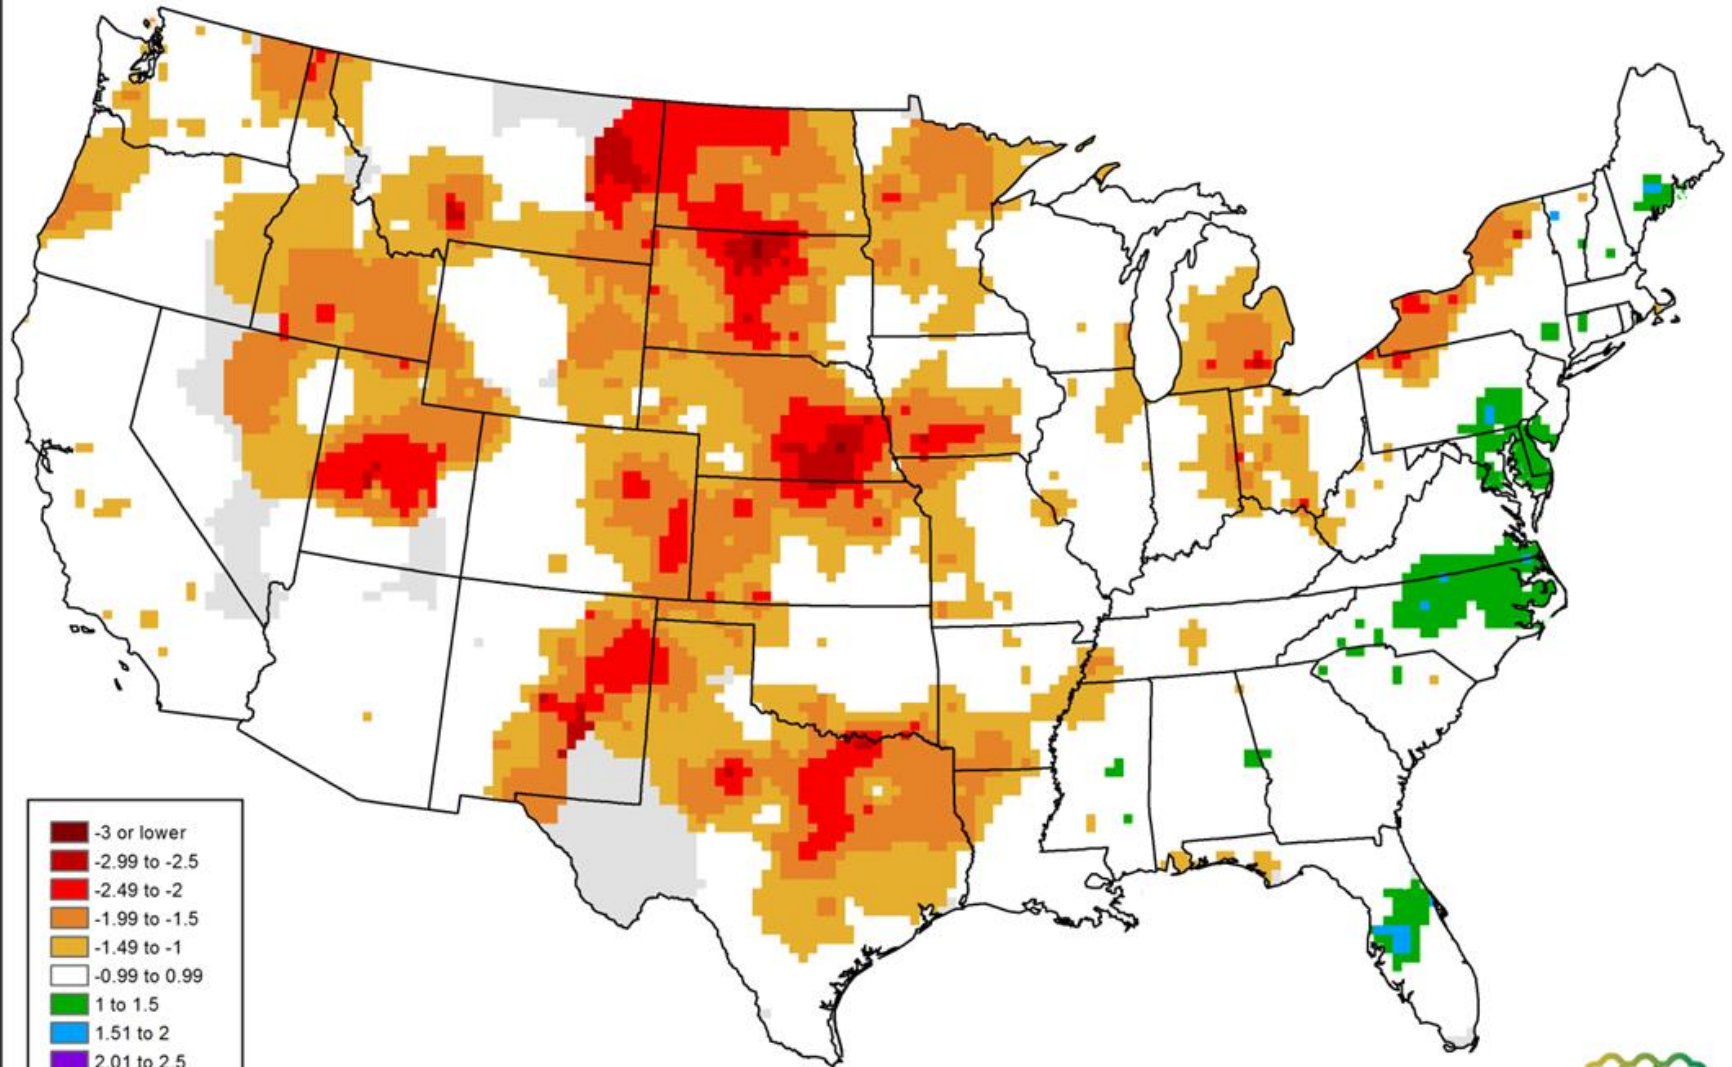 -3 or lower
-2.99 to -2.5
-2.49 to -2
-1.99 to -1.5
-1.49 to -1
-0.99 to 0.99
1 to 1.5
1.51 to 2
2.01 to 2.5